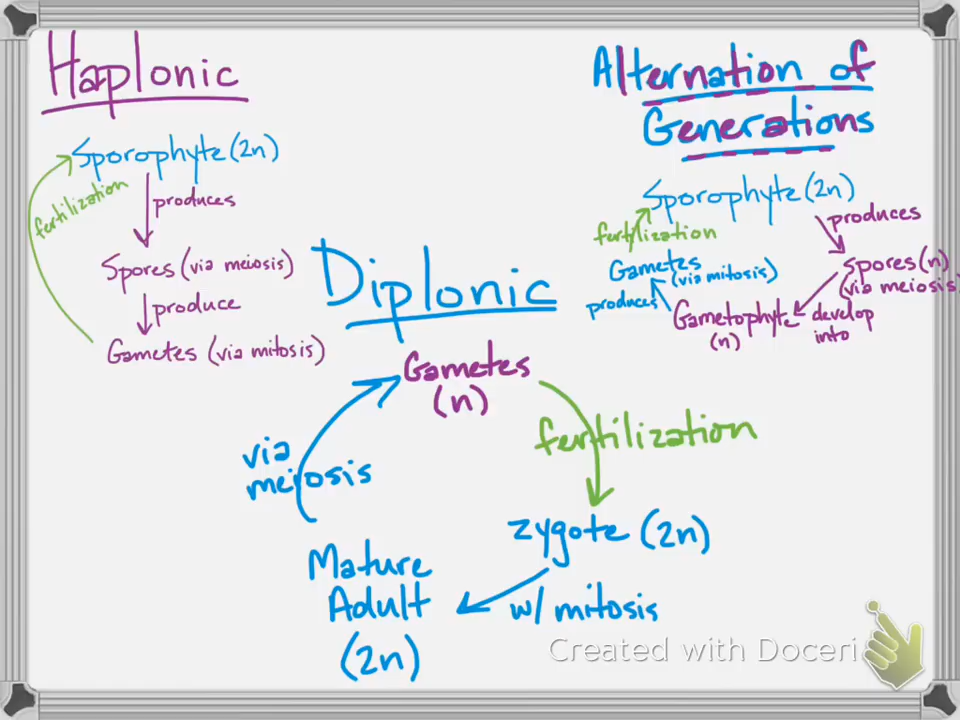 Haplonic
Sporophyte (2n)
fertilization
produces
Spores (via meiosis)
produce
Gametes (via mitosis)
Alternation of
Generations
Sporophyte (2n)
produces
spores (n)
(via meiosis)
develop
into
Gametophyte
(n)
produces
Gametes
(via mitosis)
fertilization
Diplonic
Gametes
(n)
fertilization
zygote (2n)
w/ mitosis
Mature
Adult
(2n)
via
meiosis
Created with Doceri